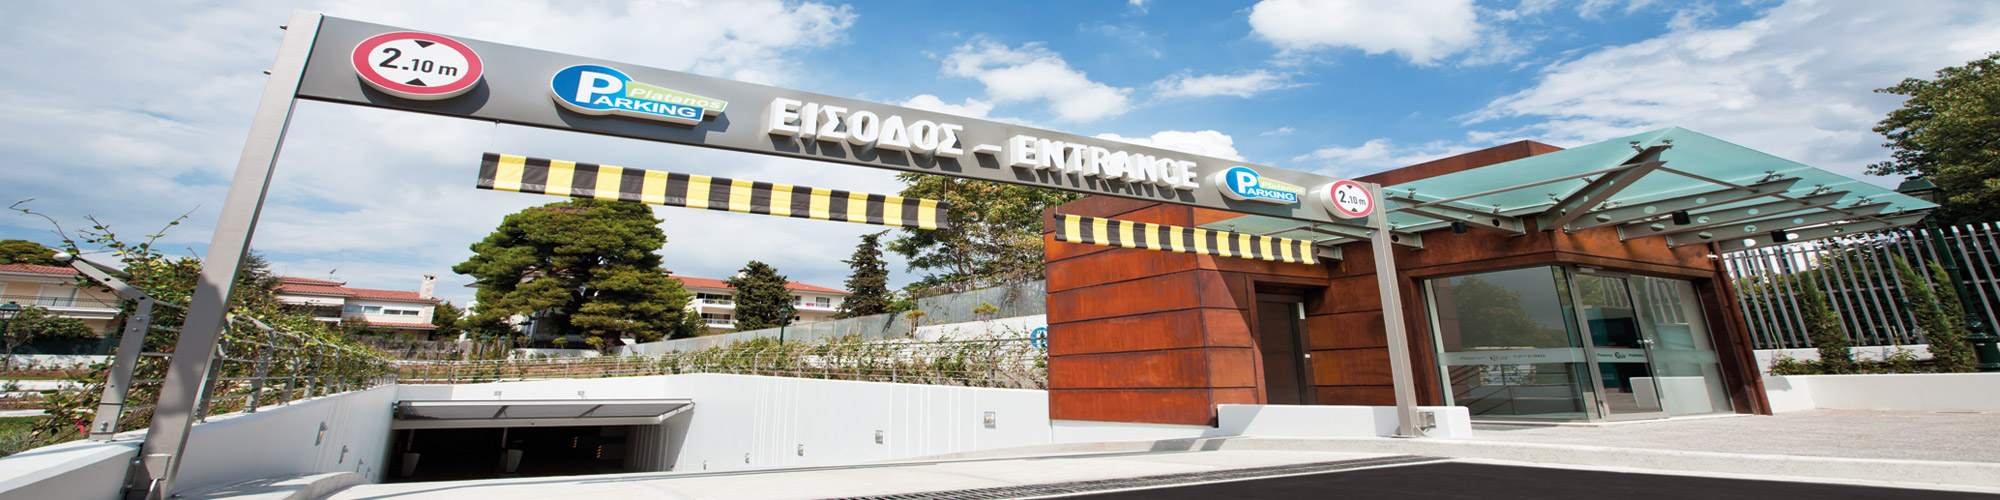 2.10 m
Platanos
PARKING
ΕΙΣΟΔΟΣ – ENTRANCE
Platanos
PARKING
2.10 m